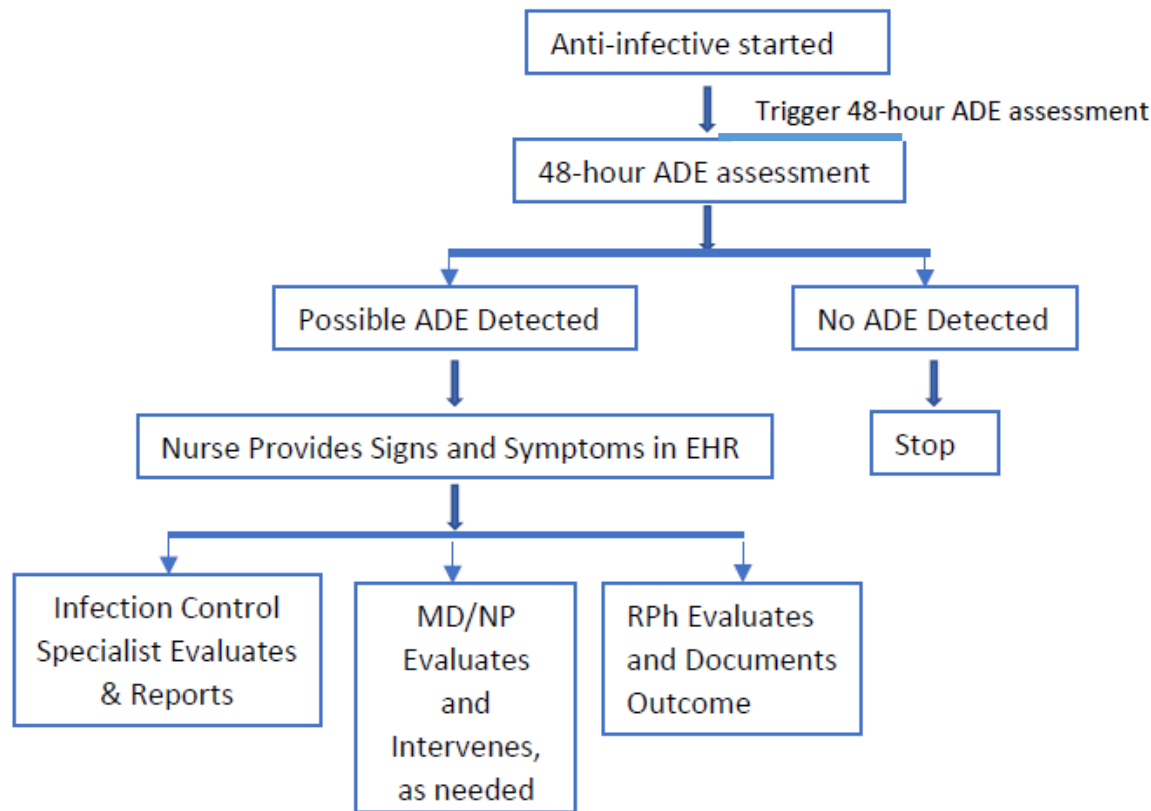 Anti-infective started
Trigger 48-hour ADE assessment
48-hour ADE assessment
Possible ADE Detected
No ADE Detected
Nurse Provides Signs and Symptoms in EHR
Stop
Infection Control
Specialist Evaluates
& Reports
MD/NP
Evaluates
and
Intervenes,
as needed
RPh Evaluates
and Documents
Outcome